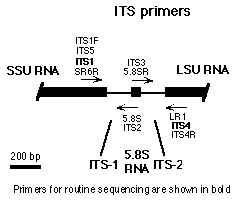 ITS primers
ITS1F
ITS5
ITS1
SR6R
ITS3
5.8SR
SSU RNA
LSU RNA
5.8S
ITS2
LR1
ITS4
ITS4R
200 bp
ITS-1
5.8S
RNA
ITS-2
Primers for routine sequencing are shown in bold